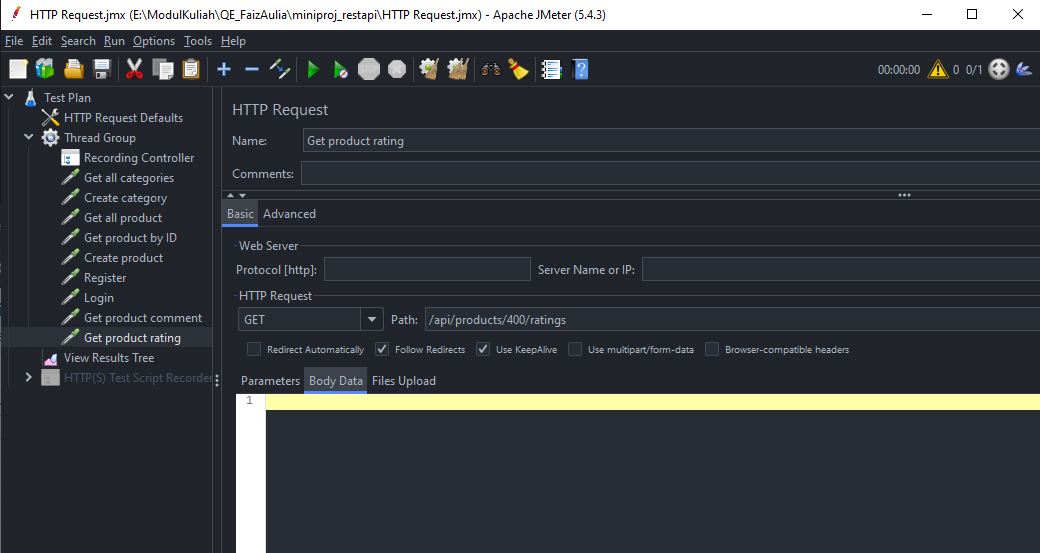 HTTP Request.jmx (E:\ModulKuliah\QE_FaizAulia\miniproj_restapi\HTTP Request.jmx) - Apache JMeter (5.4.3)
File Edit Search Run Options Tools Help
STOP 00:00:00 0 0/1
Test Plan
HTTP Request Defaults
Thread Group
Recording Controller
Get all categories
Create category
Get all product
Get product by ID
Create product
Register
Login
Get product comment
Get product rating
View Results Tree
HTTP(S) Test Script Recorder
HTTP Request
Name: Get product rating
Comments:
Basic Advanced
Web Server
Protocol [http]: Server Name or IP:
HTTP Request
GET Path: /api/products/400/ratings
Redirect Automatically Follow Redirects Use KeepAlive Use multipart/form-data Browser-compatible headers
Parameters Body Data Files Upload
1